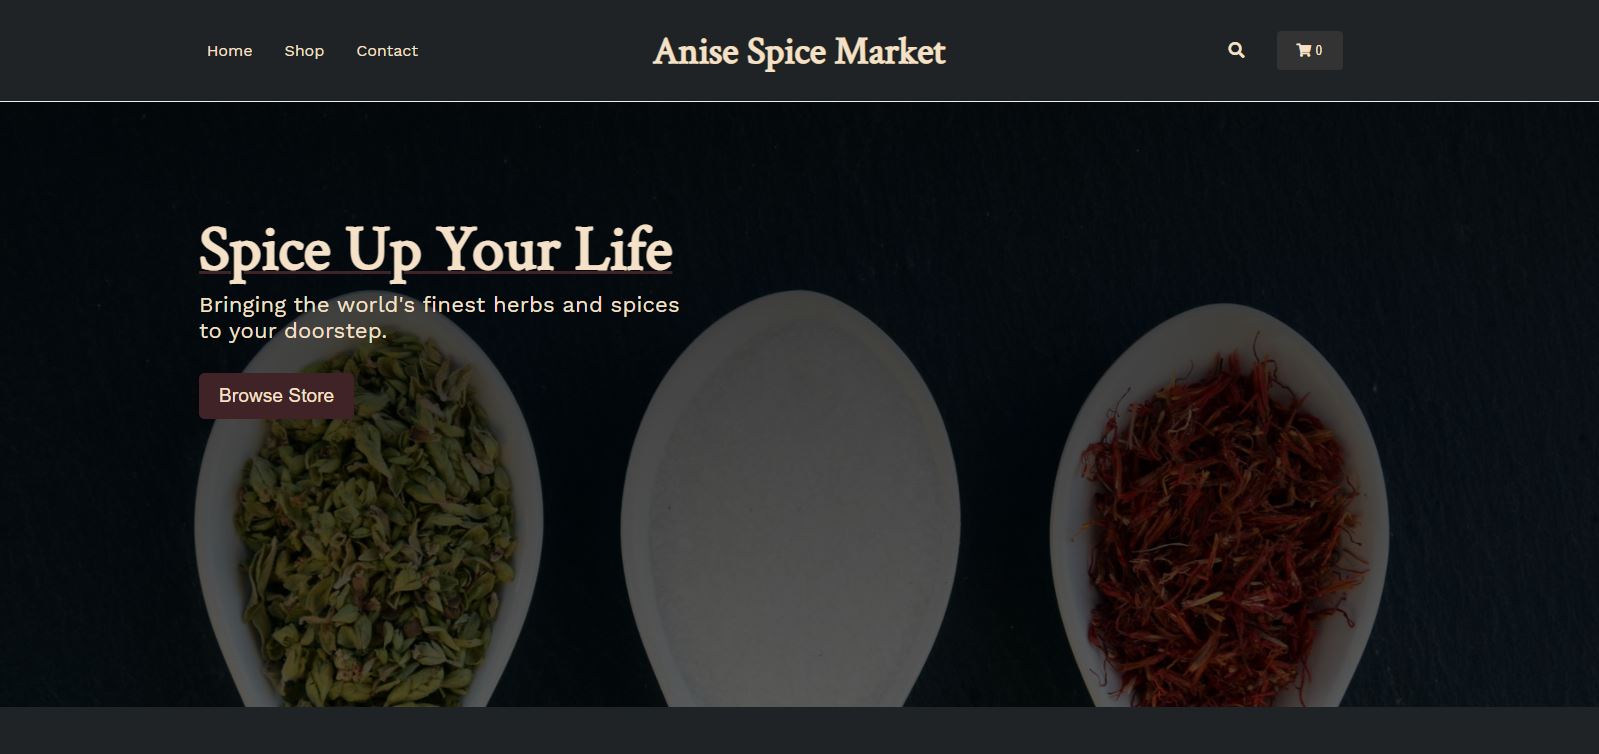 Home Shop Contact
Anise Spice Market
0
Spice Up Your Life
Bringing the world's finest herbs and spices
to your doorstep.
Browse Store